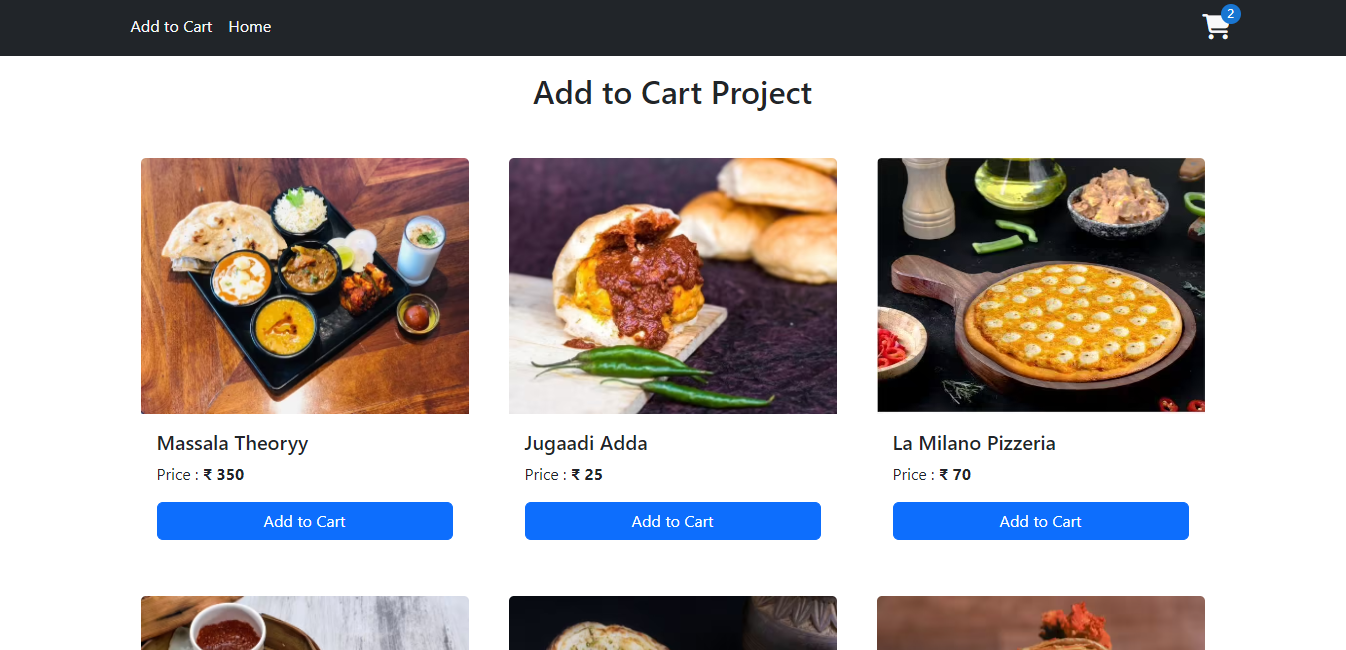 Add to Cart Home 2
Add to Cart Project
Massala Theoryy
Price : ₹ 350
Add to Cart
Jugaadi Adda
Price : ₹ 25
Add to Cart
La Milano Pizzeria
Price : ₹ 70
Add to Cart